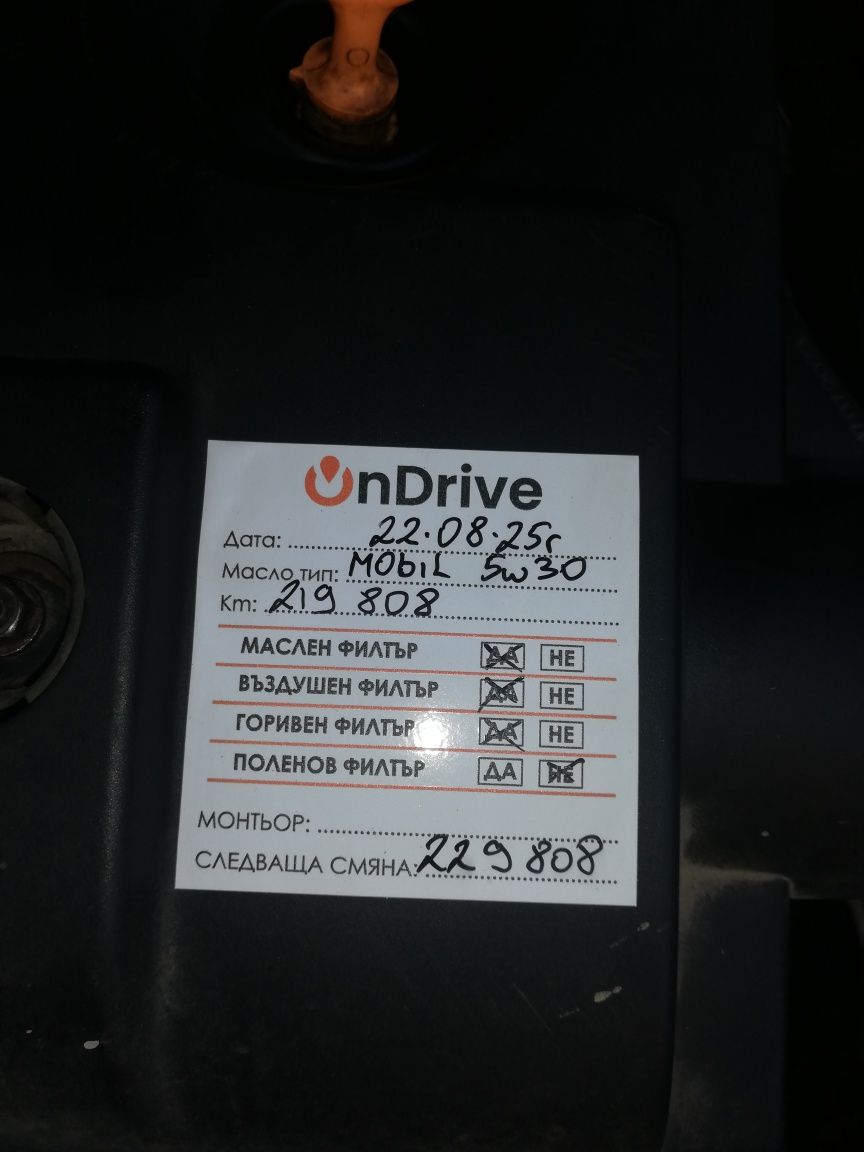 OnDrive
Дата: 22.08.25г
Масло тип: MObiL 5w30
Км: 219 808
МАСЛЕН ФИЛТЪР ДА НЕ
ВЪЗДУШЕН ФИЛТЪР ДА НЕ
ГОРИВЕН ФИЛТЪР ДА НЕ
ПОЛЕНОВ ФИЛТЪР ДА НЕ
МОНТЬОР:
СЛЕДВАЩА СМЯНА: 229 808